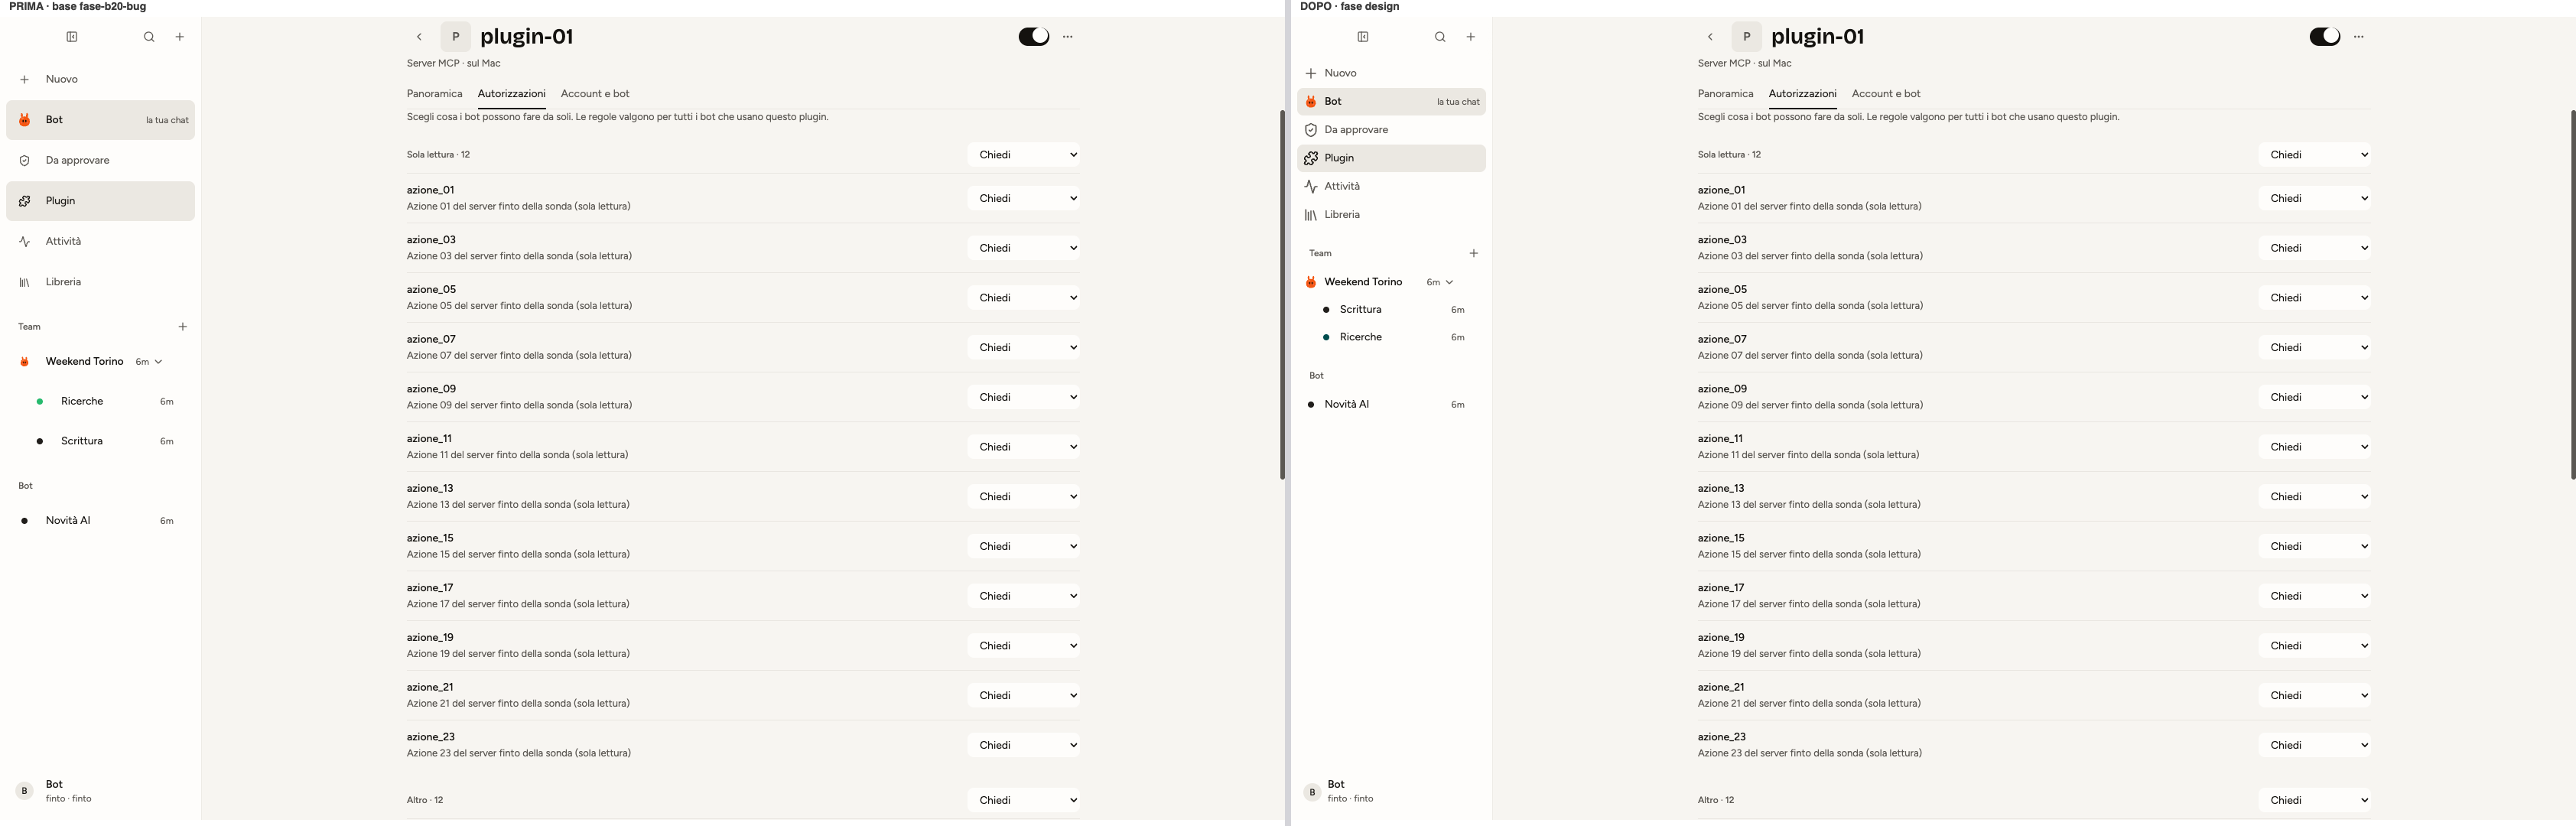 PRIMA · base fase-b20-bug
Nuovo
Bot la tua chat
Da approvare
Plugin
Attività
Libreria
Team
Weekend Torino 6m
Ricerche 6m
Scrittura 6m
Bot
Novità AI 6m
B Bot
finto · finto
P plugin-01
Server MCP · sul Mac
Panoramica Autorizzazioni Account e bot
Scegli cosa i bot possono fare da soli. Le regole valgono per tutti i bot che usano questo plugin.
Sola lettura · 12 Chiedi
azione_01
Azione 01 del server finto della sonda (sola lettura) Chiedi
azione_03
Azione 03 del server finto della sonda (sola lettura) Chiedi
azione_05
Azione 05 del server finto della sonda (sola lettura) Chiedi
azione_07
Azione 07 del server finto della sonda (sola lettura) Chiedi
azione_09
Azione 09 del server finto della sonda (sola lettura) Chiedi
azione_11
Azione 11 del server finto della sonda (sola lettura) Chiedi
azione_13
Azione 13 del server finto della sonda (sola lettura) Chiedi
azione_15
Azione 15 del server finto della sonda (sola lettura) Chiedi
azione_17
Azione 17 del server finto della sonda (sola lettura) Chiedi
azione_19
Azione 19 del server finto della sonda (sola lettura) Chiedi
azione_21
Azione 21 del server finto della sonda (sola lettura) Chiedi
azione_23
Azione 23 del server finto della sonda (sola lettura) Chiedi
Altro · 12 Chiedi
DOPO · fase design
Nuovo
Bot la tua chat
Da approvare
Plugin
Attività
Libreria
Team
Weekend Torino 6m
Scrittura 6m
Ricerche 6m
Bot
Novità AI 6m
B Bot
finto · finto
P plugin-01
Server MCP · sul Mac
Panoramica Autorizzazioni Account e bot
Scegli cosa i bot possono fare da soli. Le regole valgono per tutti i bot che usano questo plugin.
Sola lettura · 12 Chiedi
azione_01
Azione 01 del server finto della sonda (sola lettura) Chiedi
azione_03
Azione 03 del server finto della sonda (sola lettura) Chiedi
azione_05
Azione 05 del server finto della sonda (sola lettura) Chiedi
azione_07
Azione 07 del server finto della sonda (sola lettura) Chiedi
azione_09
Azione 09 del server finto della sonda (sola lettura) Chiedi
azione_11
Azione 11 del server finto della sonda (sola lettura) Chiedi
azione_13
Azione 13 del server finto della sonda (sola lettura) Chiedi
azione_15
Azione 15 del server finto della sonda (sola lettura) Chiedi
azione_17
Azione 17 del server finto della sonda (sola lettura) Chiedi
azione_19
Azione 19 del server finto della sonda (sola lettura) Chiedi
azione_21
Azione 21 del server finto della sonda (sola lettura) Chiedi
azione_23
Azione 23 del server finto della sonda (sola lettura) Chiedi
Altro · 12 Chiedi